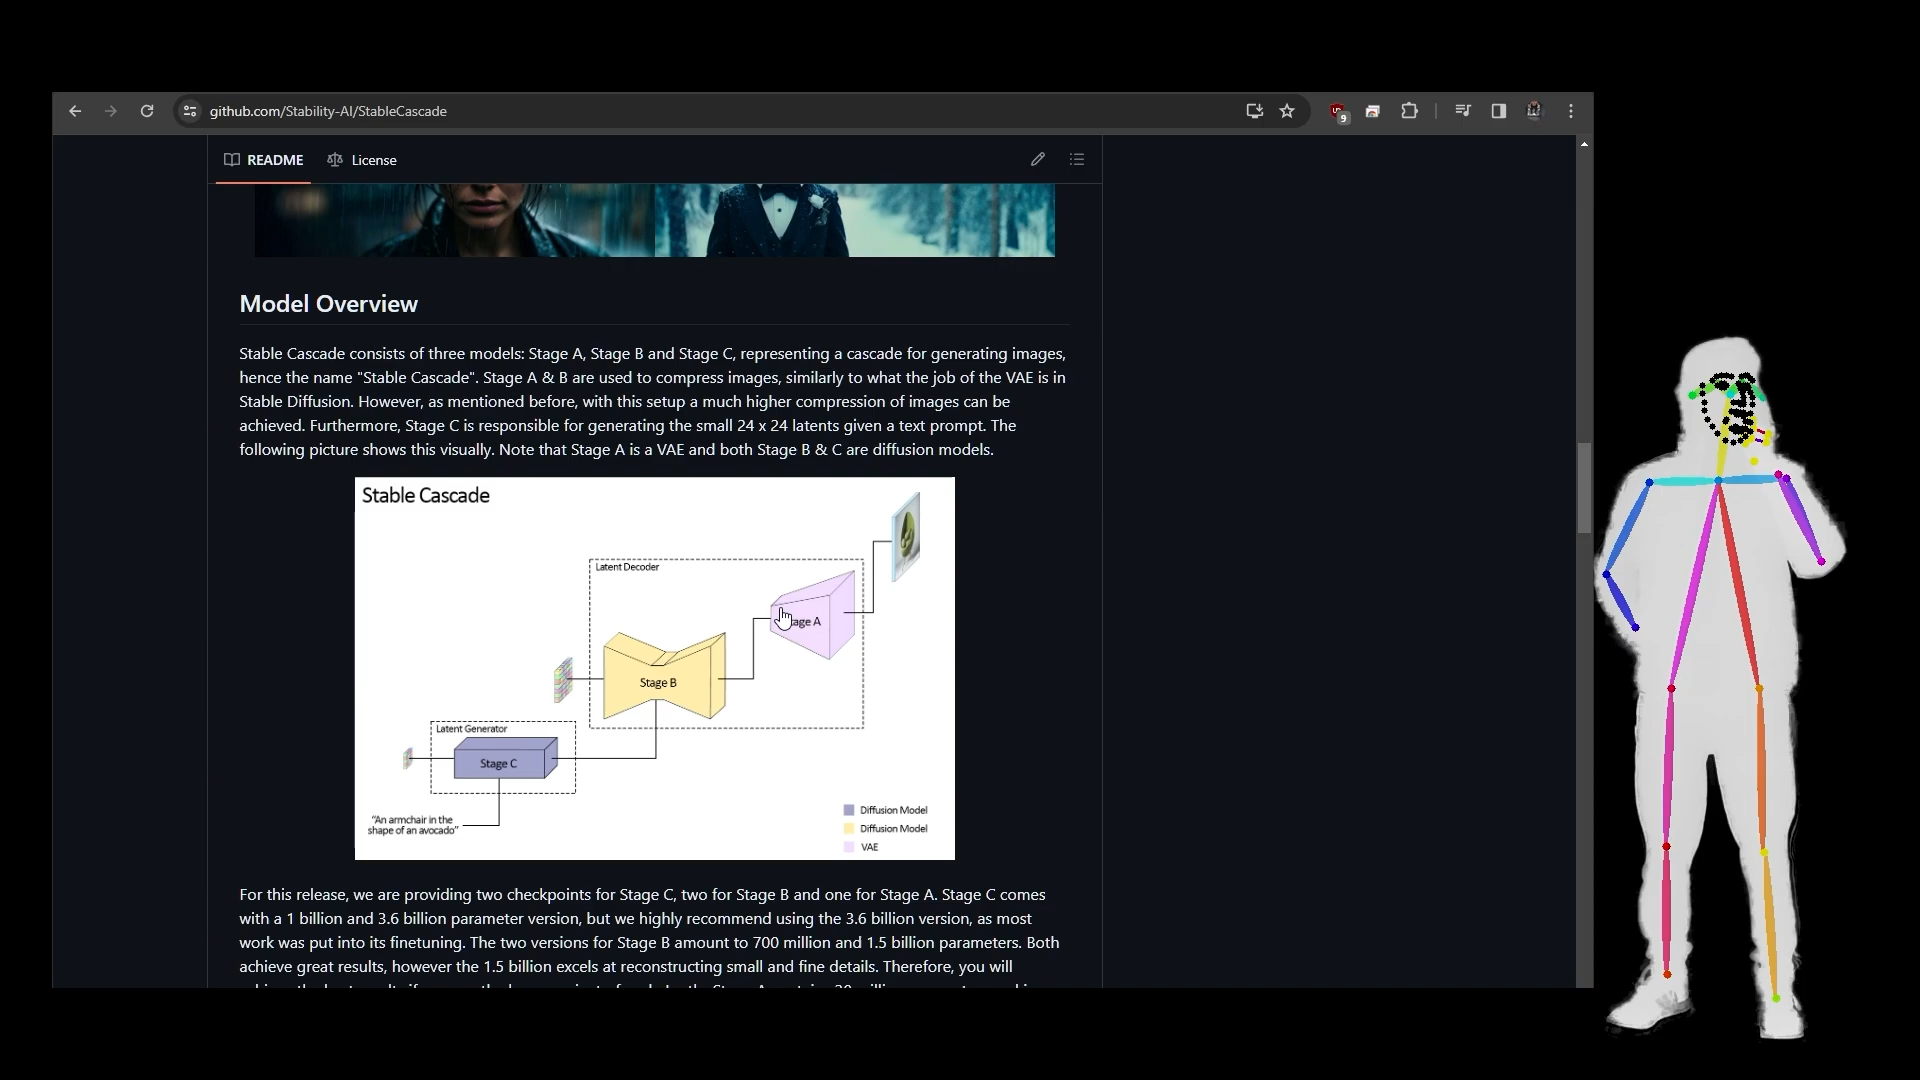 github.com/Stability-AI/StableCascade
9
README License
Model Overview
Stable Cascade consists of three models: Stage A, Stage B and Stage C, representing a cascade for generating images,
hence the name "Stable Cascade". Stage A & B are used to compress images, similarly to what the job of the VAE is in
Stable Diffusion. However, as mentioned before, with this setup a much higher compression of images can be
achieved. Furthermore, Stage C is responsible for generating the small 24 x 24 latents given a text prompt. The
following picture shows this visually. Note that Stage A is a VAE and both Stage B & C are diffusion models.
Stable Cascade
Latent Decoder
age A
Stage B
Latent Generator
Stage C
"An armchair in the
shape of an avocado"
Diffusion Model
Diffusion Model
VAE
For this release, we are providing two checkpoints for Stage C, two for Stage B and one for Stage A. Stage C comes
with a 1 billion and 3.6 billion parameter version, but we highly recommend using the 3.6 billion version, as most
work was put into its finetuning. The two versions for Stage B amount to 700 million and 1.5 billion parameters. Both
achieve great results, however the 1.5 billion excels at reconstructing small and fine details. Therefore, you will